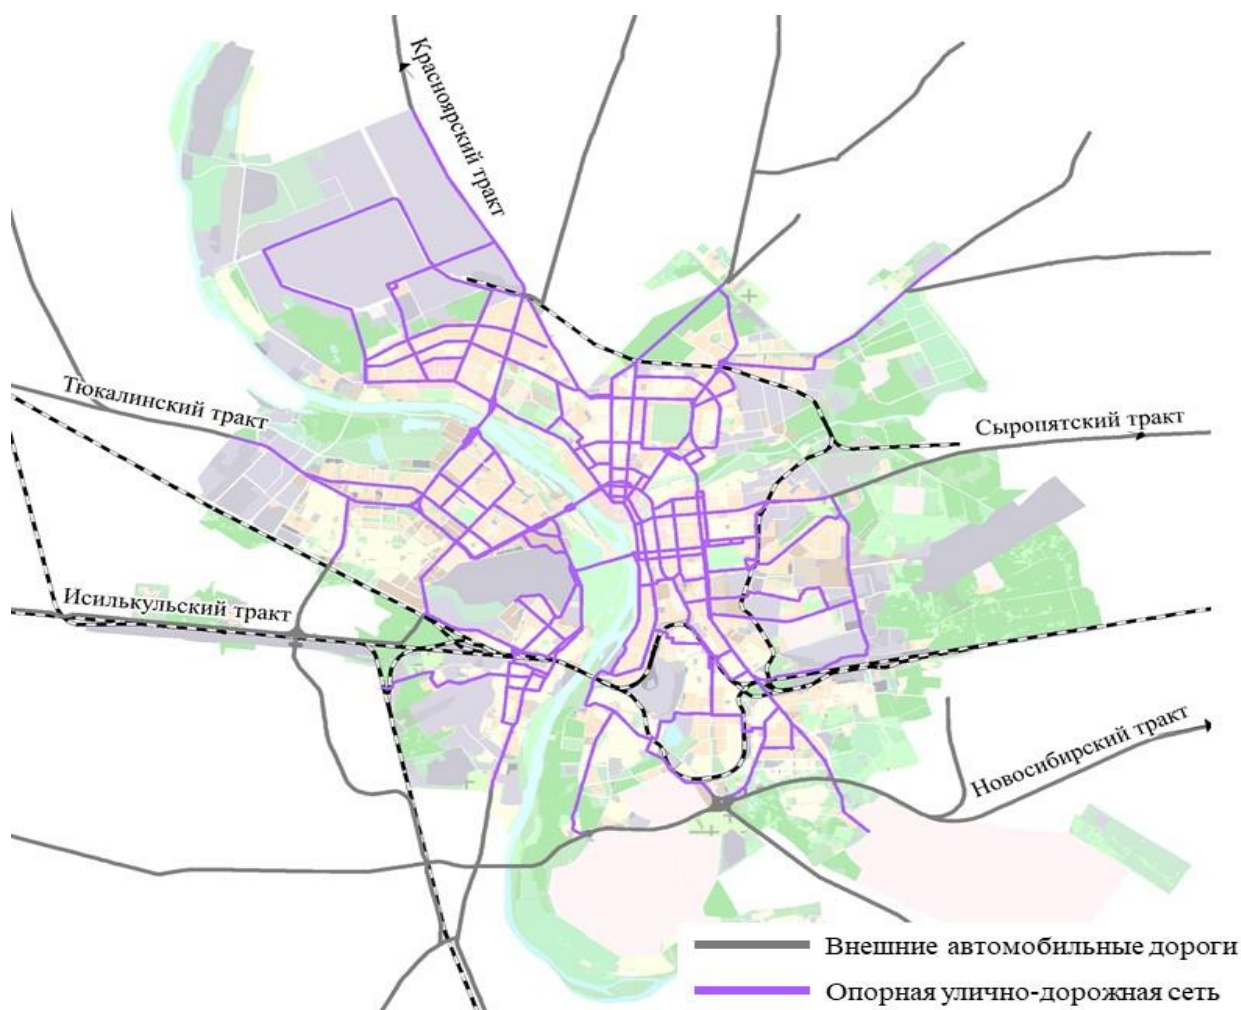 Красноярский тракт
Тюкалинский тракт
Сыропятский тракт
Исилькульский тракт
Новосибирский тракт
Внешние автомобильные дороги
Опорная улично-дорожная сеть